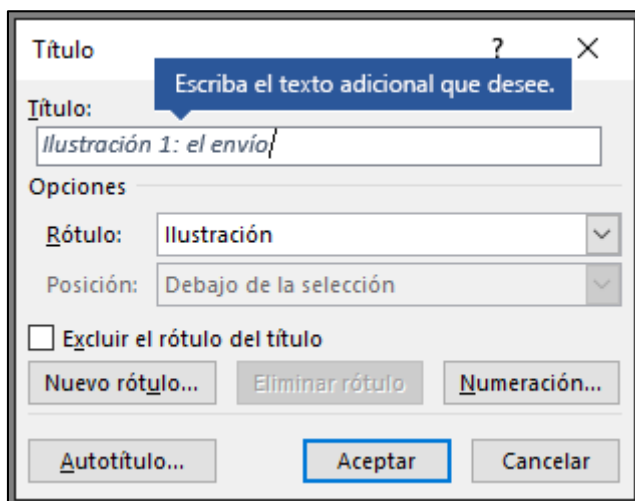 Título ?
Escriba el texto adicional que desee.
Título:
Ilustración 1: el envío
Opciones
Rótulo: Ilustración
Posición: Debajo de la selección
Excluir el rótulo del título
Nuevo rótulo... Eliminar rótulo Numeración...
Autotítulo... Aceptar Cancelar